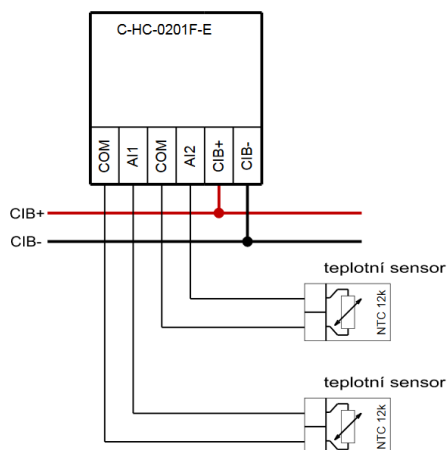 C-HC-0201F-E
COM
AI1
COM
AI2
CIB+
CIB-
CIB+
CIB-
teplotní sensor
NTC 12k
teplotní sensor
NTC 12k